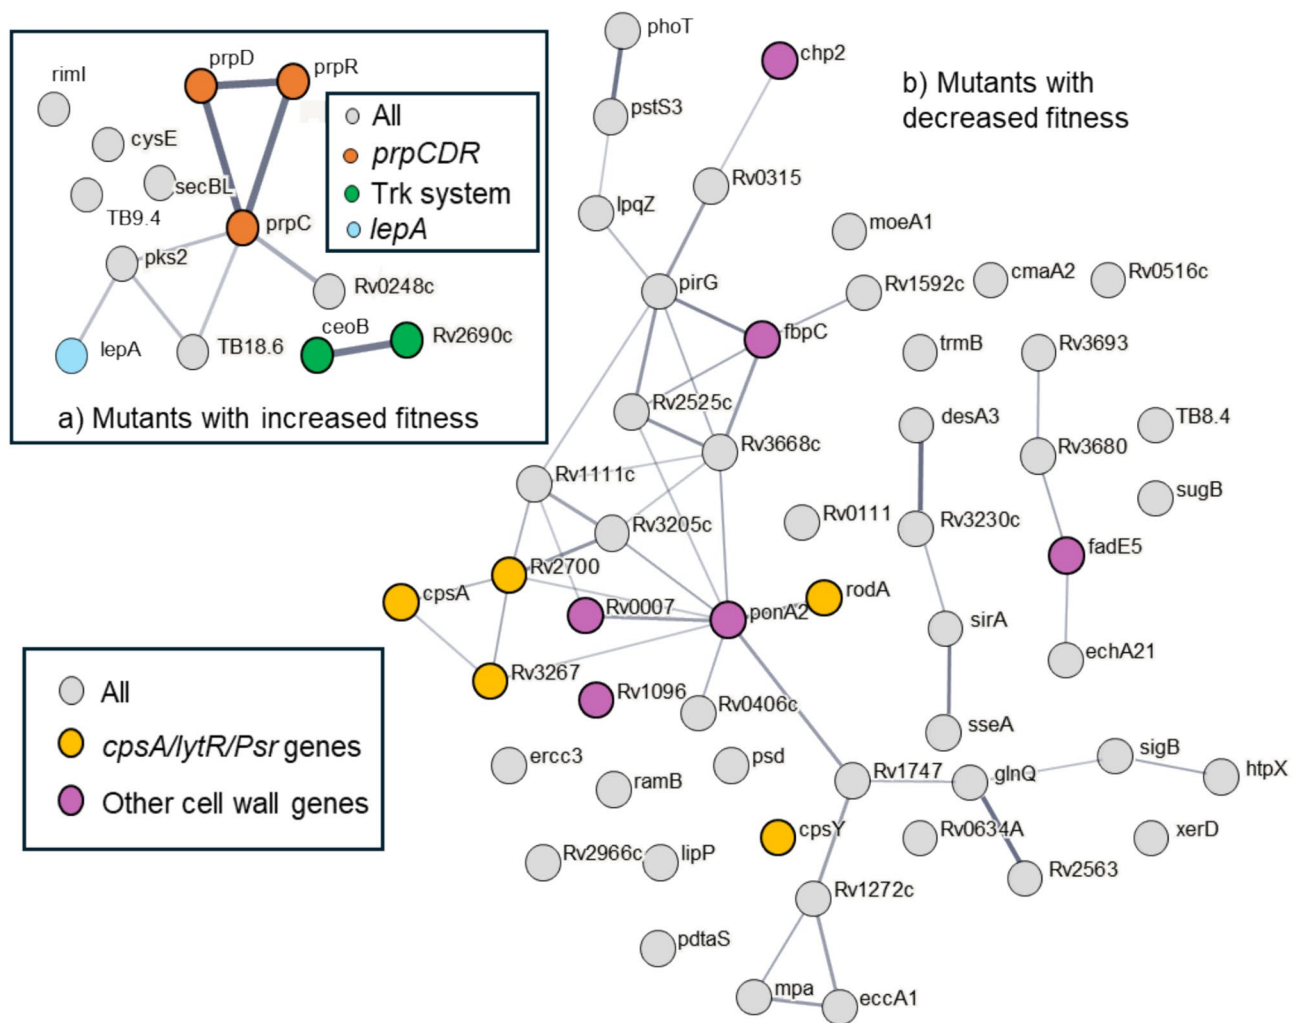 prpD
prpR
rimI
cysE
secBL
TB9.4
prpC
pks2
Rv0248c
ceoB
Rv2690c
lepA
TB18.6
All
prpCDR
Trk system
lepA
a) Mutants with increased fitness
phoT
chp2
b) Mutants with
decreased fitness
pstS3
Rv0315
lpqZ
moeA1
pirG
Rv1592c
cmaA2
Rv0516c
fbpC
trmB
Rv3693
Rv2525c
desA3
TB8.4
Rv3668c
Rv3680
Rv1111c
sugB
Rv3205c
Rv0111
Rv3230c
fadE5
Rv2700
cpsA
Rv0007
ponA2
rodA
sirA
echA21
Rv3267
Rv1096
Rv0406c
sseA
All
cpsA/lytR/Psr genes
Other cell wall genes
ercc3
ramB
psd
Rv1747
glnQ
sigB
htpX
cpsY
Rv0634A
xerD
Rv2966c
lipP
Rv2563
Rv1272c
pdtaS
mpa
eccA1